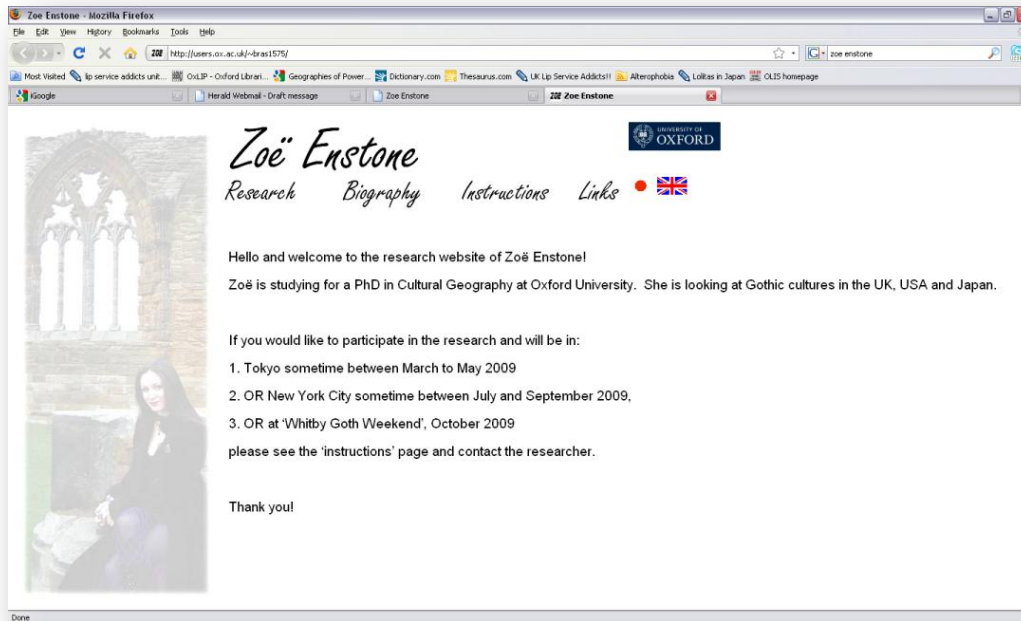 Zoe Enstone - Mozilla Firefox
File Edit View History Bookmarks Tools Help
ZOE http://users.ox.ac.uk/~bras1575/ G zoe enstone
Most Visited lip service addicts unit... OxLIP - Oxford Librari... Geographies of Power... Dictionary.com Thesaurus.com UK Lip Service Addicts!! Alterophobia Lolitas in Japan OLIS homepage
iGoogle Herald Webmail - Draft message Zoe Enstone ZOE Zoe Enstone
UNIVERSITY OF
OXFORD
Zoë Enstone
Research Biography Instructions Links
Hello and welcome to the research website of Zoë Enstone!
Zoë is studying for a PhD in Cultural Geography at Oxford University. She is looking at Gothic cultures in the UK, USA and Japan.
If you would like to participate in the research and will be in:
1. Tokyo sometime between March to May 2009
2. OR New York City sometime between July and September 2009,
3. OR at ‘Whitby Goth Weekend’, October 2009
please see the ‘instructions’ page and contact the researcher.
Thank you!
Done